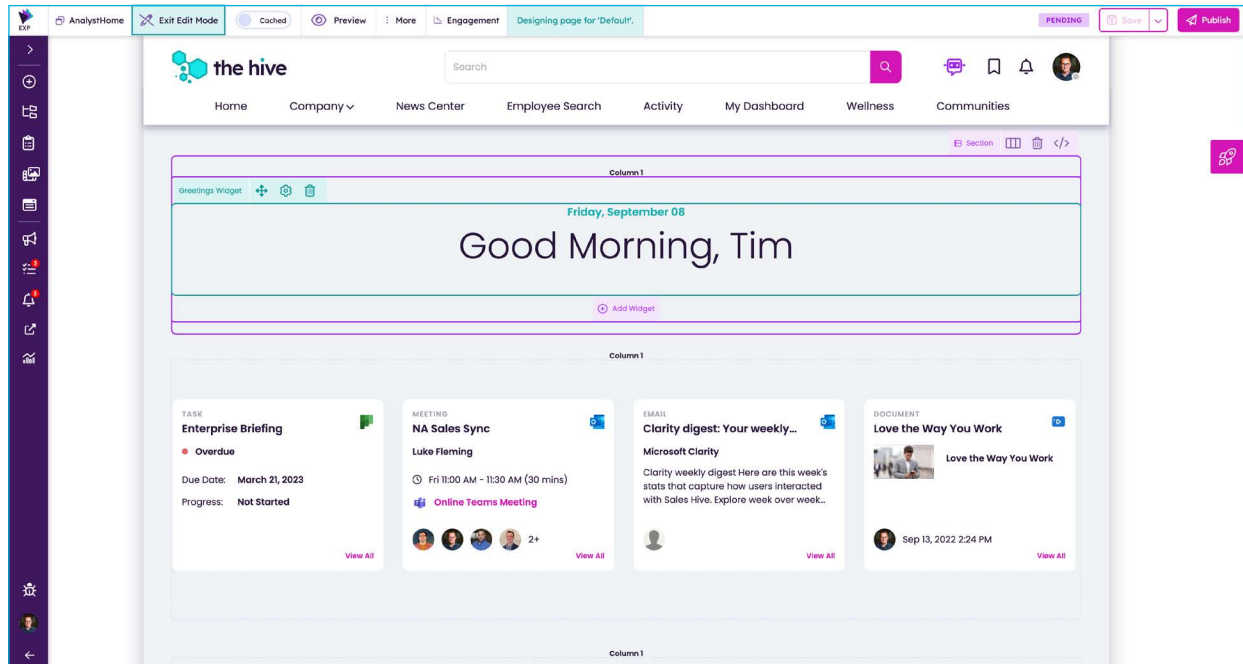 EXP
AnalystHome
Exit Edit Mode
Cached
Preview
More
Engagement
Designing page for 'Default'.
PENDING
Save
Publish
the hive
Search
Home
Company
News Center
Employee Search
Activity
My Dashboard
Wellness
Communities
Section
Column 1
Greetings Widget
Friday, September 08
Good Morning, Tim
Add Widget
Column 1
TASK
Enterprise Briefing
Overdue
Due Date: March 21, 2023
Progress: Not Started
View All
MEETING
NA Sales Sync
Luke Fleming
Fri 11:00 AM - 11:30 AM (30 mins)
Online Teams Meeting
2+
View All
EMAIL
Clarity digest: Your weekly...
Microsoft Clarity
Clarity weekly digest Here are this week's
stats that capture how users interacted
with Sales Hive. Explore week over week...
View All
DOCUMENT
Love the Way You Work
Love the Way You Work
Sep 13, 2022 2:24 PM
View All
Column 1